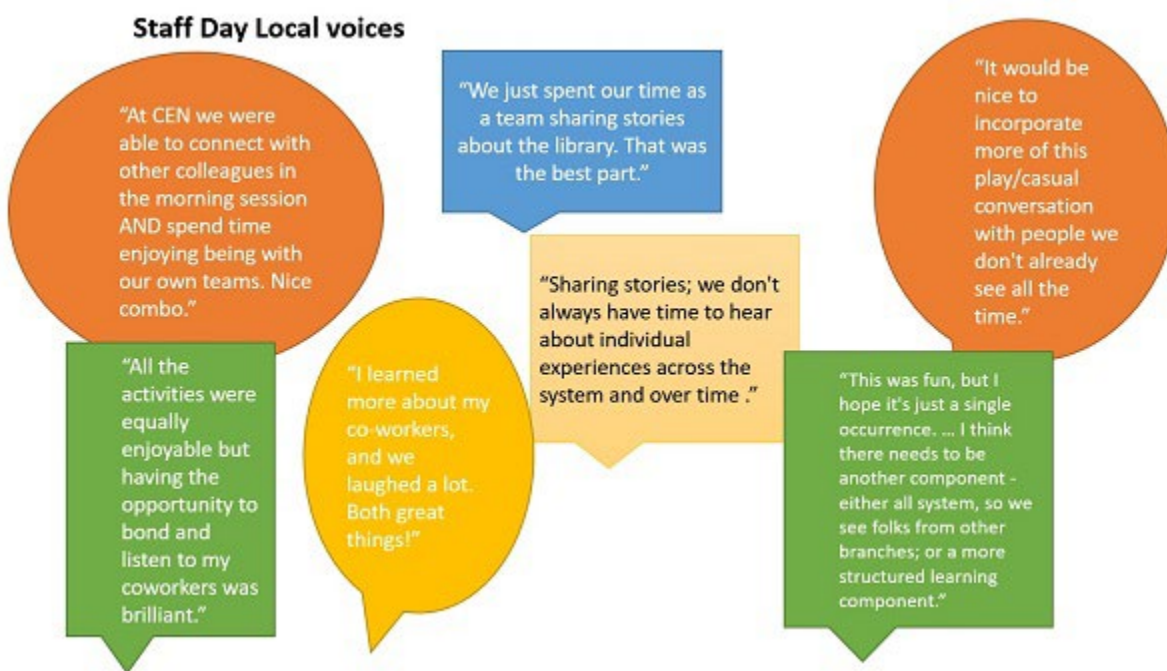 Staff Day Local voices
“At CEN we were
able to connect with
other colleagues in
the morning session
AND spend time
enjoying being with
our own teams. Nice
combo.”
“We just spent our time as
a team sharing stories
about the library. That was
the best part.”
“It would be
nice to
incorporate
more of this
play/casual
conversation
with people we
don't already
see all the
time.”
“Sharing stories; we don't
always have time to hear
about individual
experiences across the
system and over time .”
“All the
activities were
equally
enjoyable but
having the
opportunity to
bond and
listen to my
coworkers was
brilliant.”
“I learned
more about my
co-workers,
and we
laughed a lot.
Both great
things!”
“This was fun, but I
hope it's just a single
occurrence. ... I think
there needs to be
another component -
either all system, so we
see folks from other
branches; or a more
structured learning
component.”